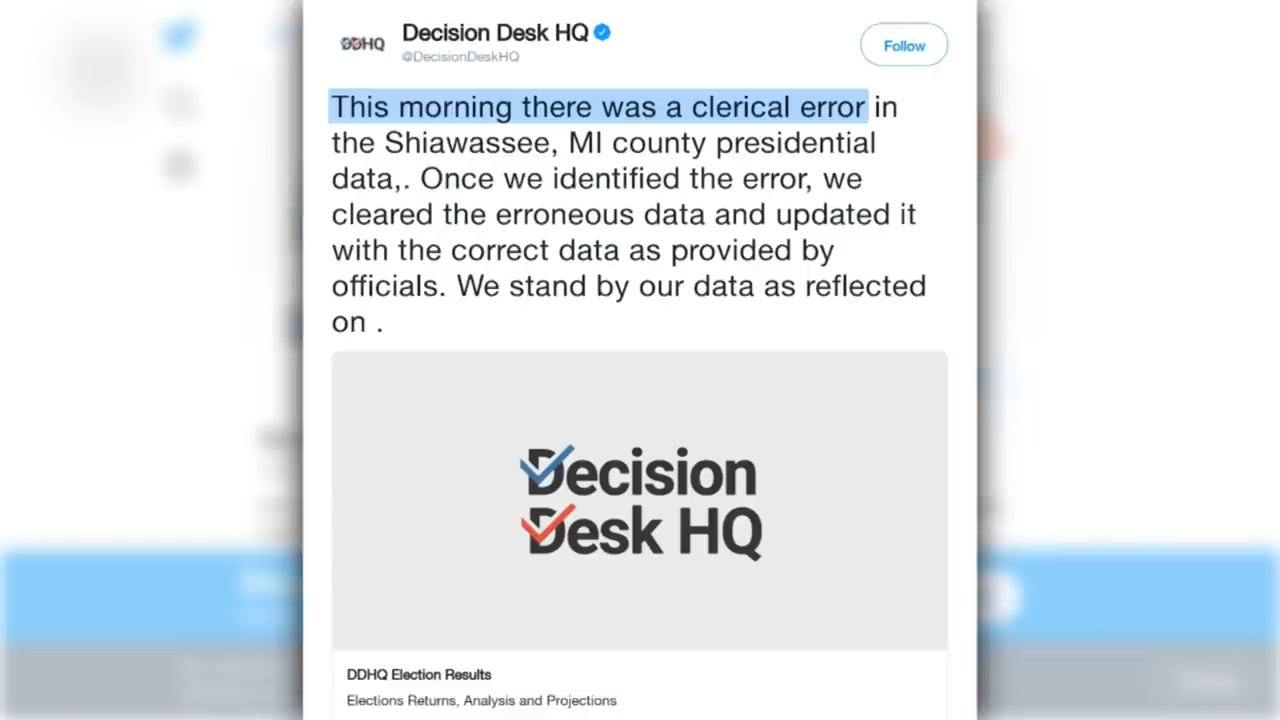 DDHQ
Decision Desk HQ
@DecisionDeskHQ
Follow
This morning there was a clerical error in
the Shiawassee, MI county presidential
data,. Once we identified the error, we
cleared the erroneous data and updated it
with the correct data as provided by
officials. We stand by our data as reflected
on .
Decision
Desk HQ
DDHQ Election Results
Elections Returns, Analysis and Projections